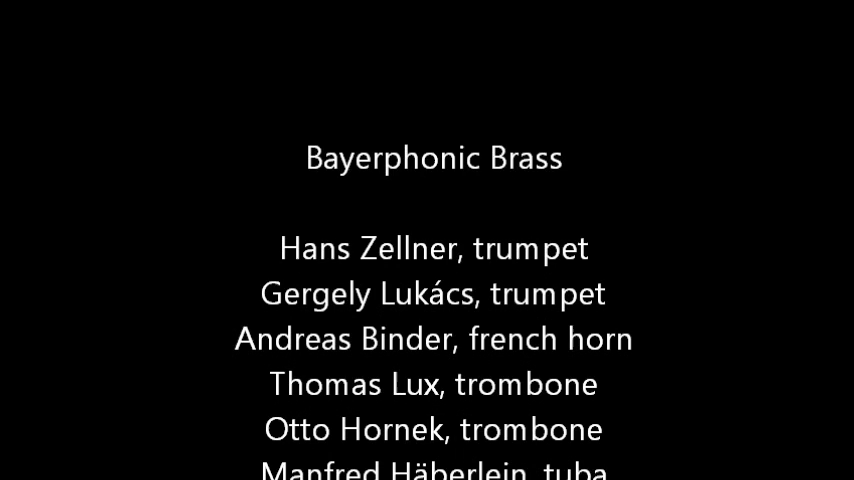 Bayerphonic Brass
Hans Zellner, trumpet
Gergely Lukács, trumpet
Andreas Binder, french horn
Thomas Lux, trombone
Otto Hornek, trombone
Manfred Häberlein, tuba